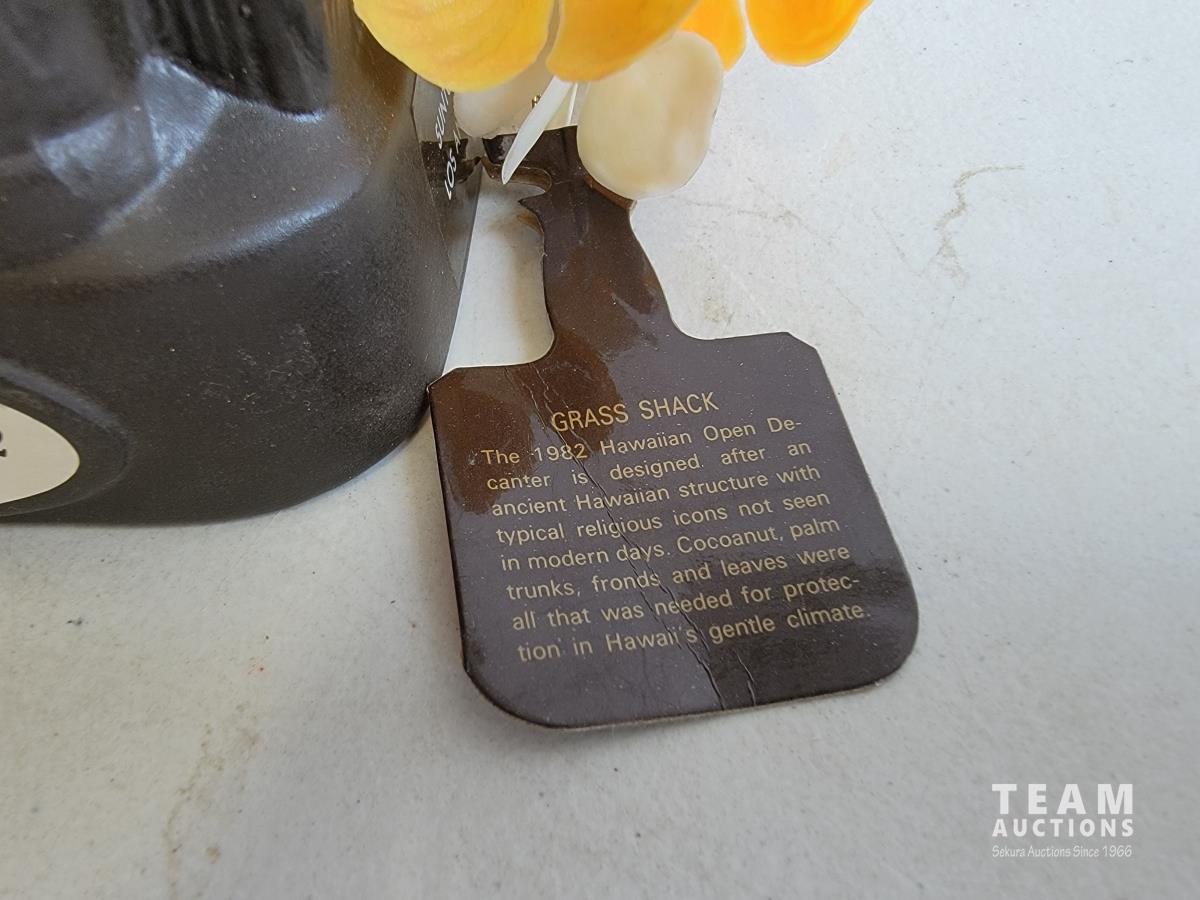 GRASS SHACK
The 1982 Hawaiian Open De-
canter is designed after an
ancient Hawaiian structure with
typical religious icons not seen
in modern days. Cocoanut, palm
trunks, fronds and leaves were
all that was needed for protec-
tion in Hawaii's gentle climate.
LOS
TEAM
AUCTIONS
Sekura Auctions Since 1966